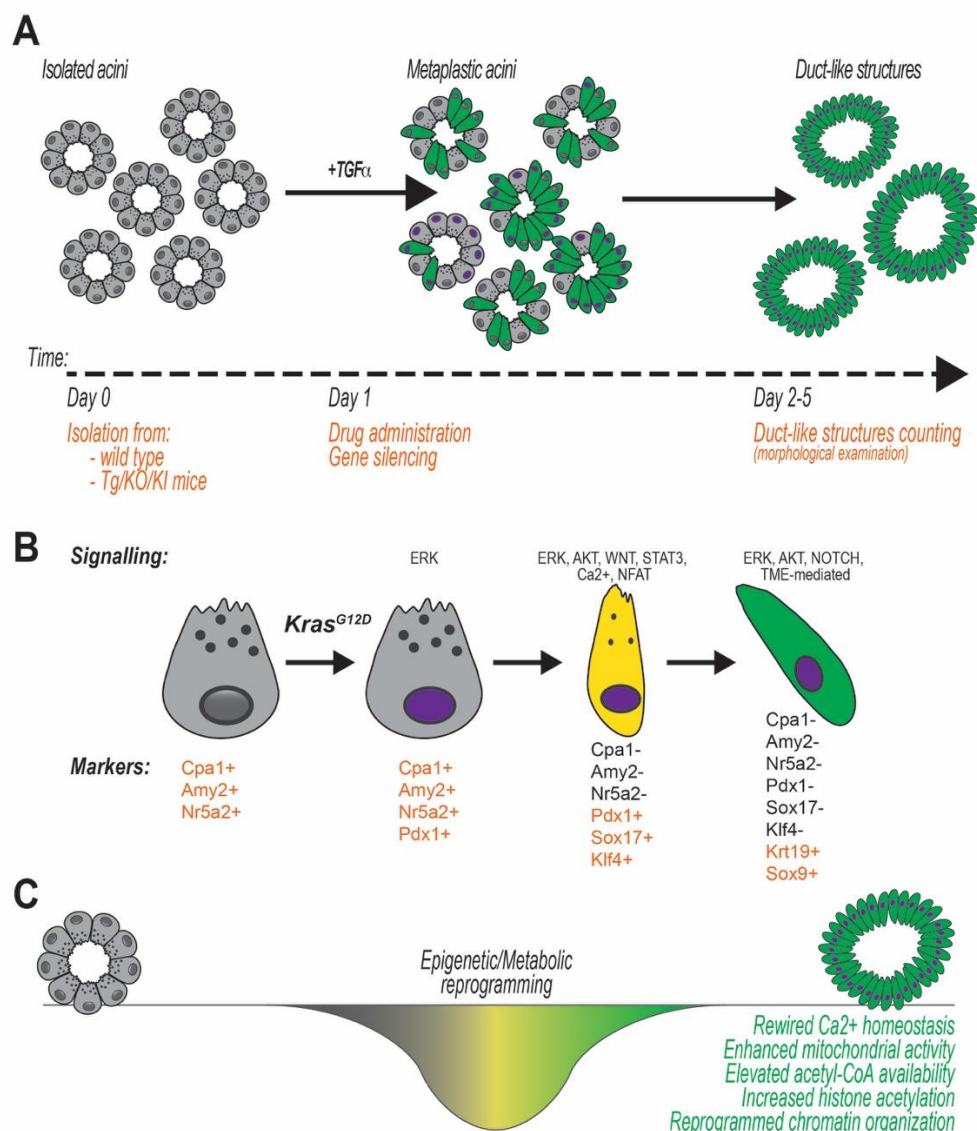 A
Isolated acini
Metaplastic acini
Duct-like structures
+TGFα
Time:
Day 0
Day 1
Day 2-5
Isolation from:
- wild type
- Tg/KO/KI mice
Drug administration
Gene silencing
Duct-like structures counting
(morphological examination)
B
Signalling:
ERK
ERK, AKT, WNT, STAT3,
Ca2+, NFAT
ERK, AKT, NOTCH,
TME-mediated
Kras^G12D
Markers:
Cpa1+
Amy2+
Nr5a2+
Cpa1+
Amy2+
Nr5a2+
Pdx1+
Cpa1-
Amy2-
Nr5a2-
Pdx1+
Sox17+
Klf4+
Cpa1-
Amy2-
Nr5a2-
Pdx1-
Sox17-
Klf4-
Krt19+
Sox9+
C
Epigenetic/Metabolic
reprogramming
Rewired Ca2+ homeostasis
Enhanced mitochondrial activity
Elevated acetyl-CoA availability
Increased histone acetylation
Reprogrammed chromatin organization